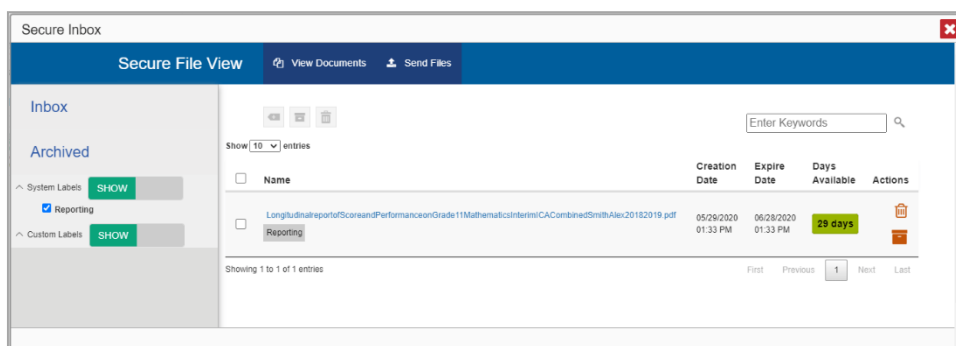 Secure Inbox
Secure File View
View Documents
Send Files
Inbox
Archived
System Labels SHOW
Reporting
Custom Labels SHOW
Enter Keywords
Show 10 entries
Name
Creation Date
Expire Date
Days Available
Actions
LongitudinalreportofScoreandPerformanceonGrade11MathematicsInterimICACombinedSmithAlex20182019.pdf
Reporting
05/29/2020
01:33 PM
06/28/2020
01:33 PM
29 days
Showing 1 to 1 of 1 entries
First Previous 1 Next Last